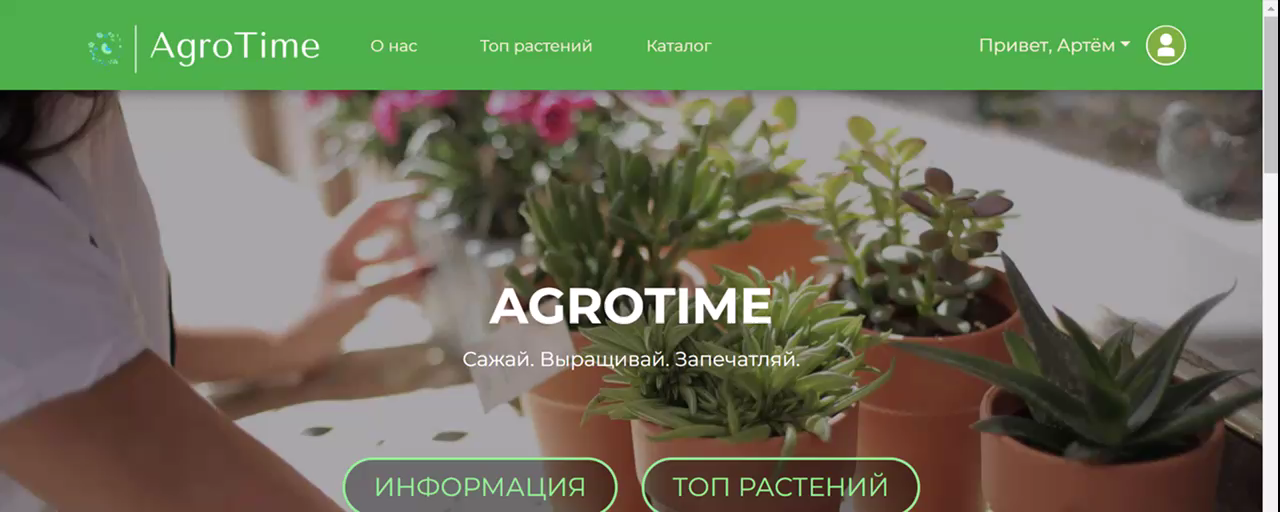 AgroTime
О нас
Топ растений
Каталог
Привет, Артём
AGROTIME
Сажай. Выращивай. Запечатляй.
ИНФОРМАЦИЯ
ТОП РАСТЕНИЙ